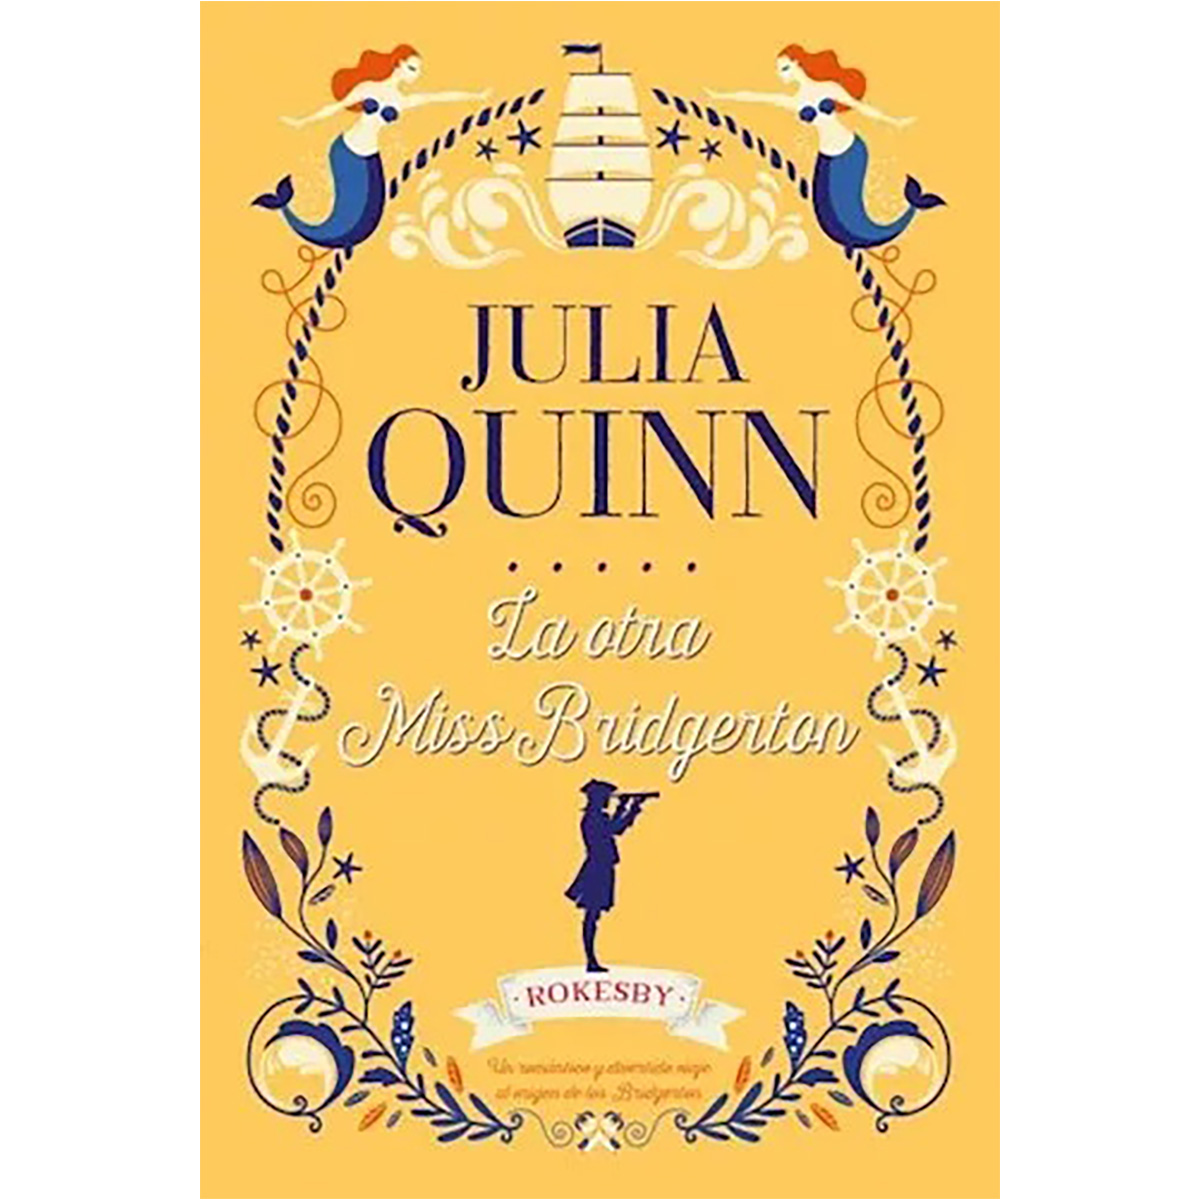 JULIA
QUINN
La otra
Miss Bridgerton
· ROKESBY ·
Un romántico y divertido viaje
al origen de los Bridgerton